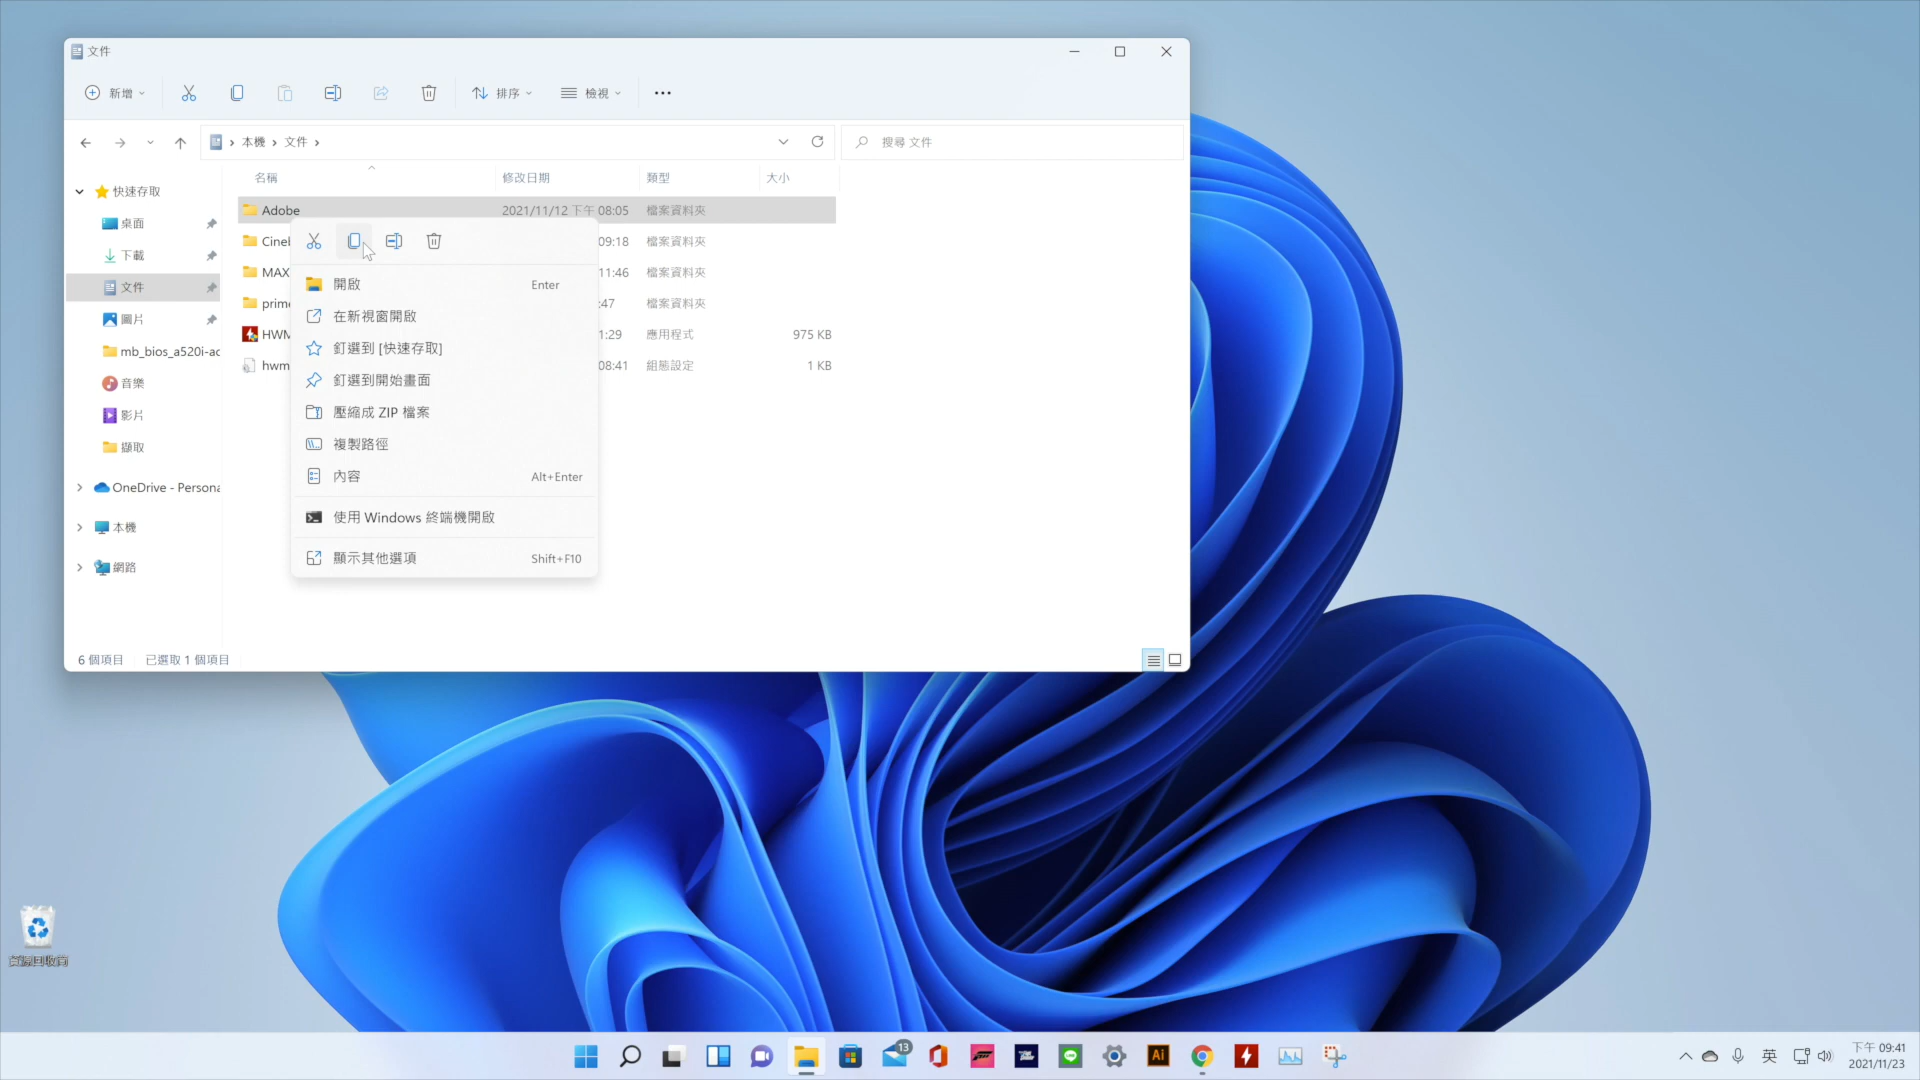 文件
新增
排序
檢視
本機 › 文件 ›
搜尋 文件
名稱 修改日期 類型 大小
快速存取
桌面
下載
文件
圖片
mb_bios_a520i-ac
音樂
影片
擷取
OneDrive - Persona
本機
網路
Adobe 2021/11/12 下午 08:05 檔案資料夾
09:18 檔案資料夾
MAX 11:46 檔案資料夾
prime :47 檔案資料夾
HWM 1:29 應用程式 975 KB
hwm 08:41 組態設定 1 KB
開啟 Enter
在新視窗開啟
釘選到 [快速存取]
釘選到開始畫面
壓縮成 ZIP 檔案
複製路徑
內容 Alt+Enter
使用 Windows 終端機開啟
顯示其他選項 Shift+F10
6 個項目 已選取 1 個項目
資源回收筒
13
Ai
英
下午 09:41
2021/11/23